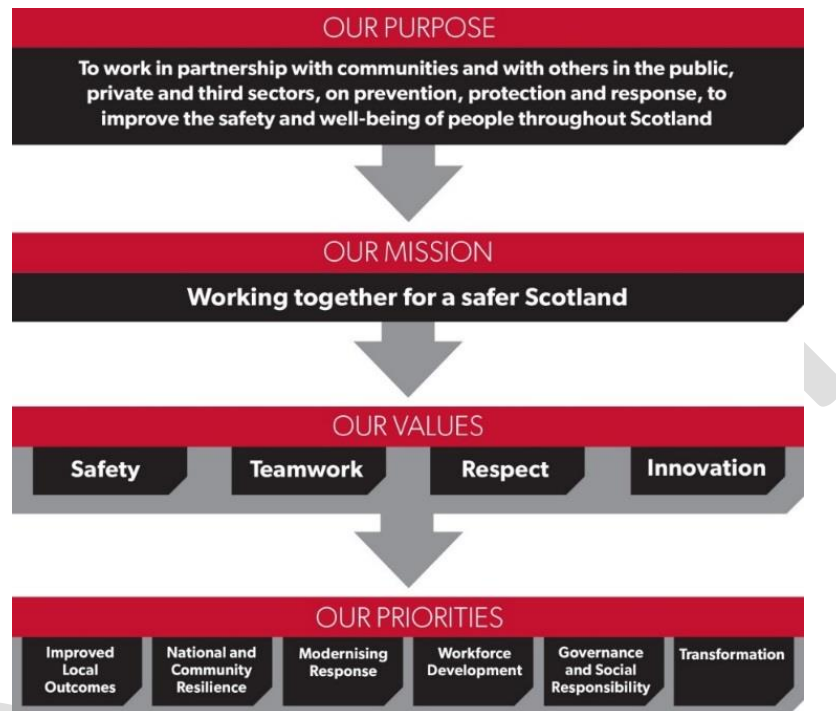 OUR PURPOSE
To work in partnership with communities and with others in the public,
private and third sectors, on prevention, protection and response, to
improve the safety and well-being of people throughout Scotland
OUR MISSION
Working together for a safer Scotland
OUR VALUES
Safety
Teamwork
Respect
Innovation
OUR PRIORITIES
Improved
Local
Outcomes
National and
Community
Resilience
Modernising
Response
Workforce
Development
Governance
and Social
Responsibility
Transformation